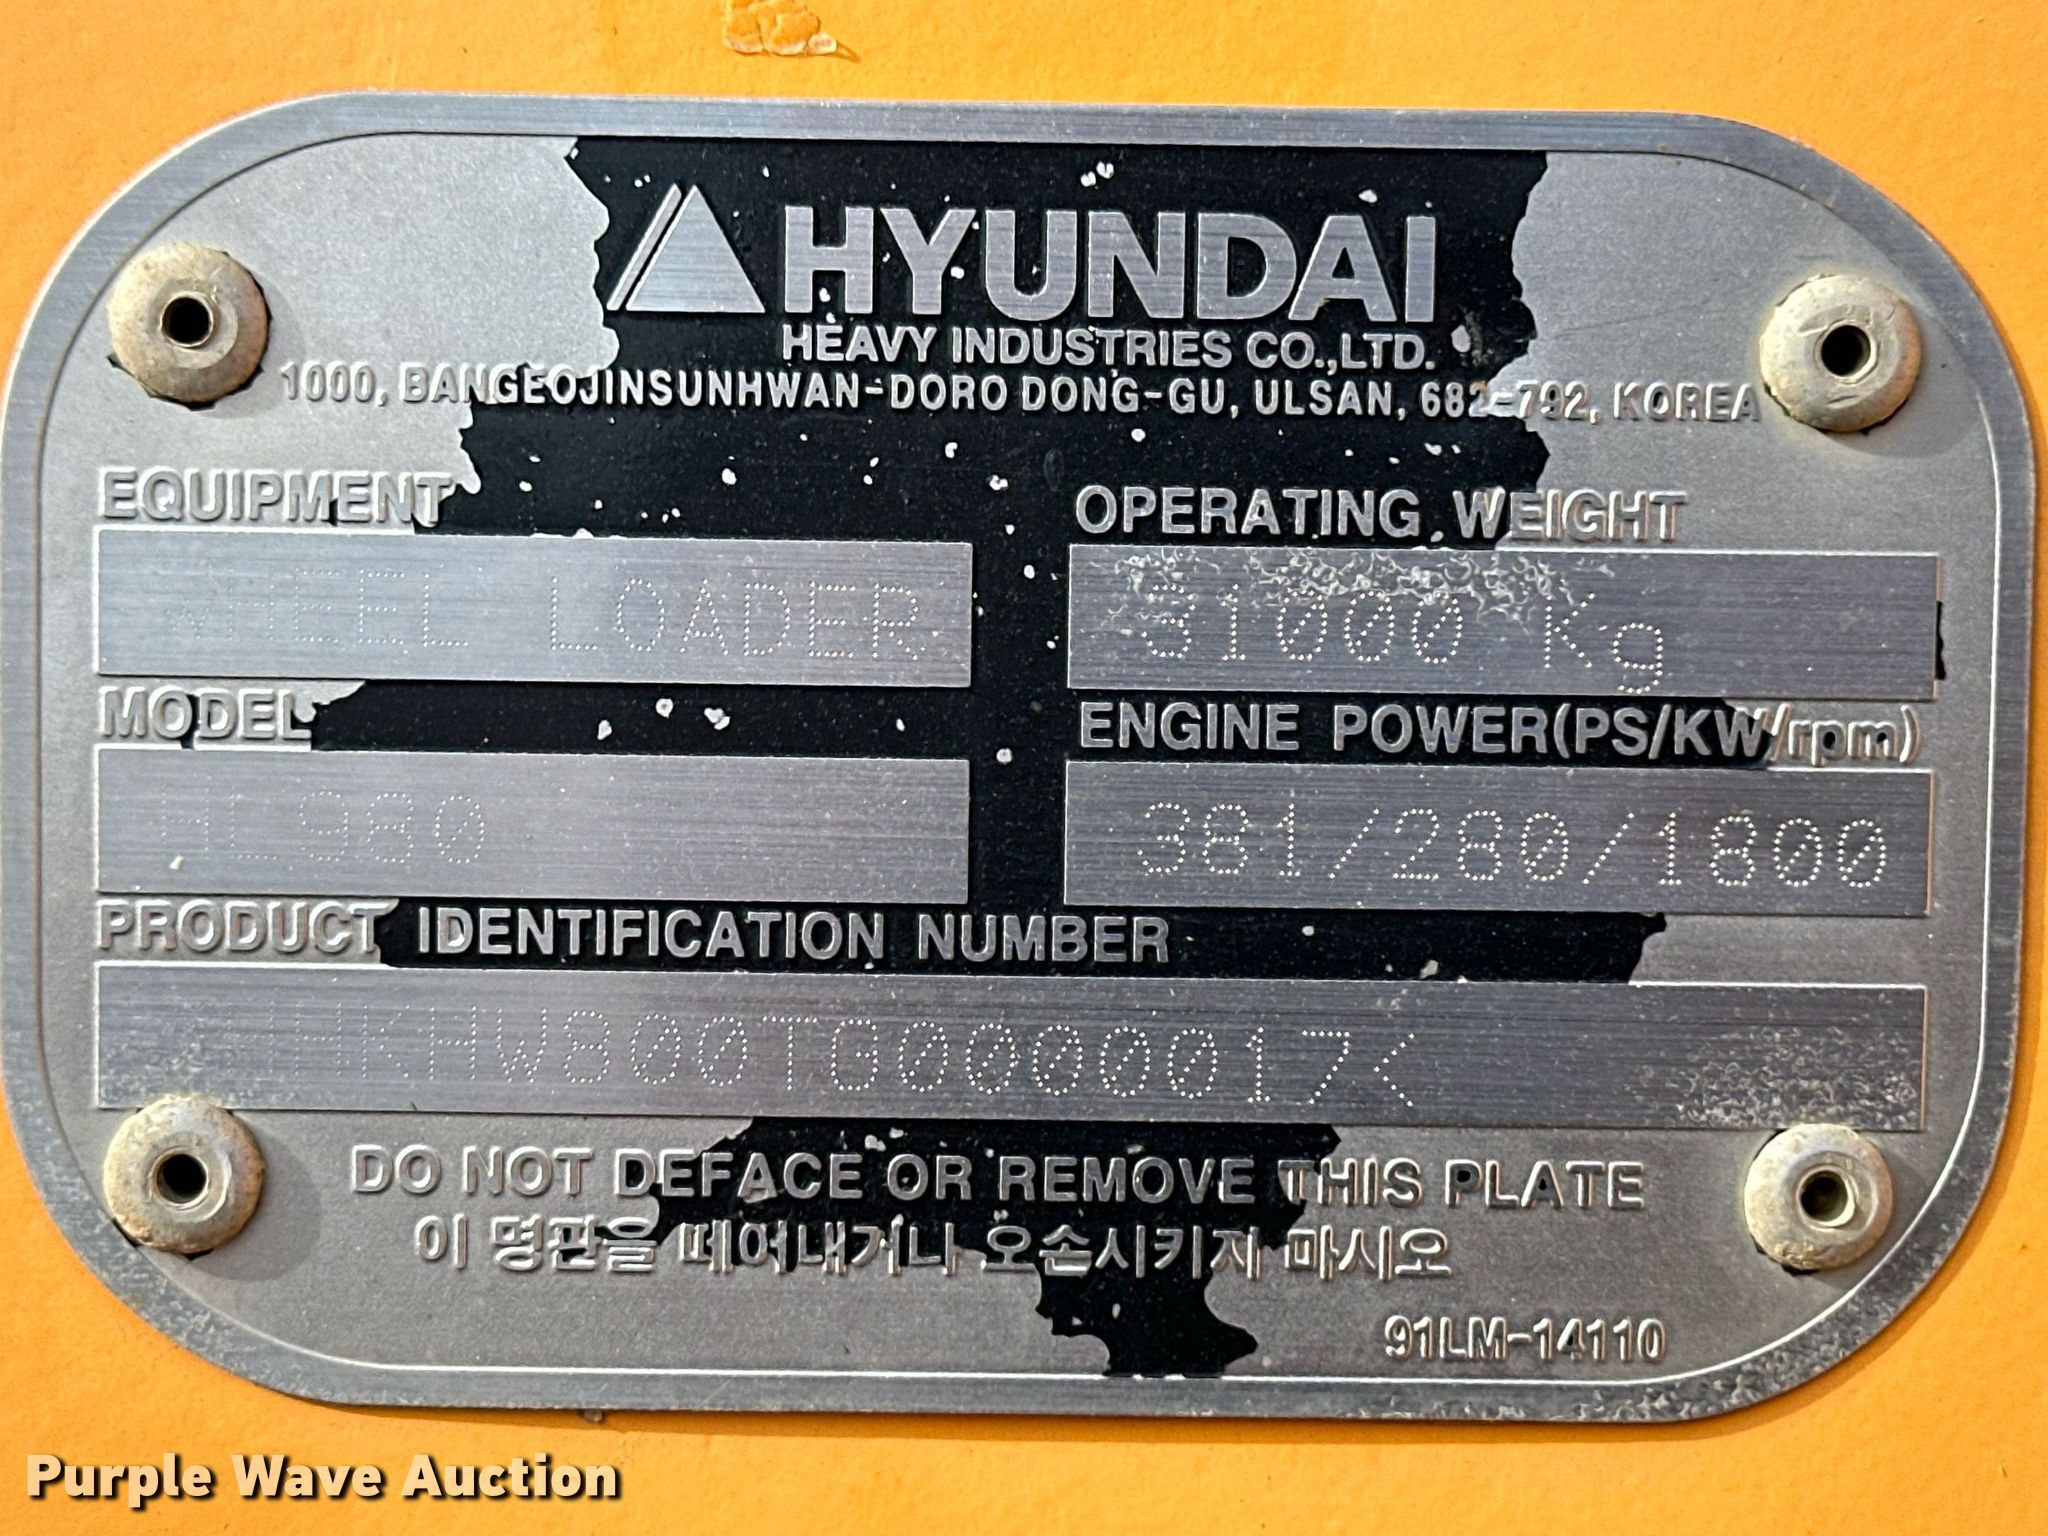 HYUNDAI
HEAVY INDUSTRIES CO.,LTD.
1000, BANGEOJINSUNHWAN-DORO DONG-GU, ULSAN, 682-792, KOREA
EQUIPMENT
OPERATING WEIGHT
WHEEL LOADER
31000 Kg
MODEL
ENGINE POWER(PS/KW/rpm)
HL980
381/280/1800
PRODUCT IDENTIFICATION NUMBER
DO NOT DEFACE OR REMOVE THIS PLATE
이 명판을 떼어내거나 오손시키지 마시오
91LM-14110
Purple Wave Auction